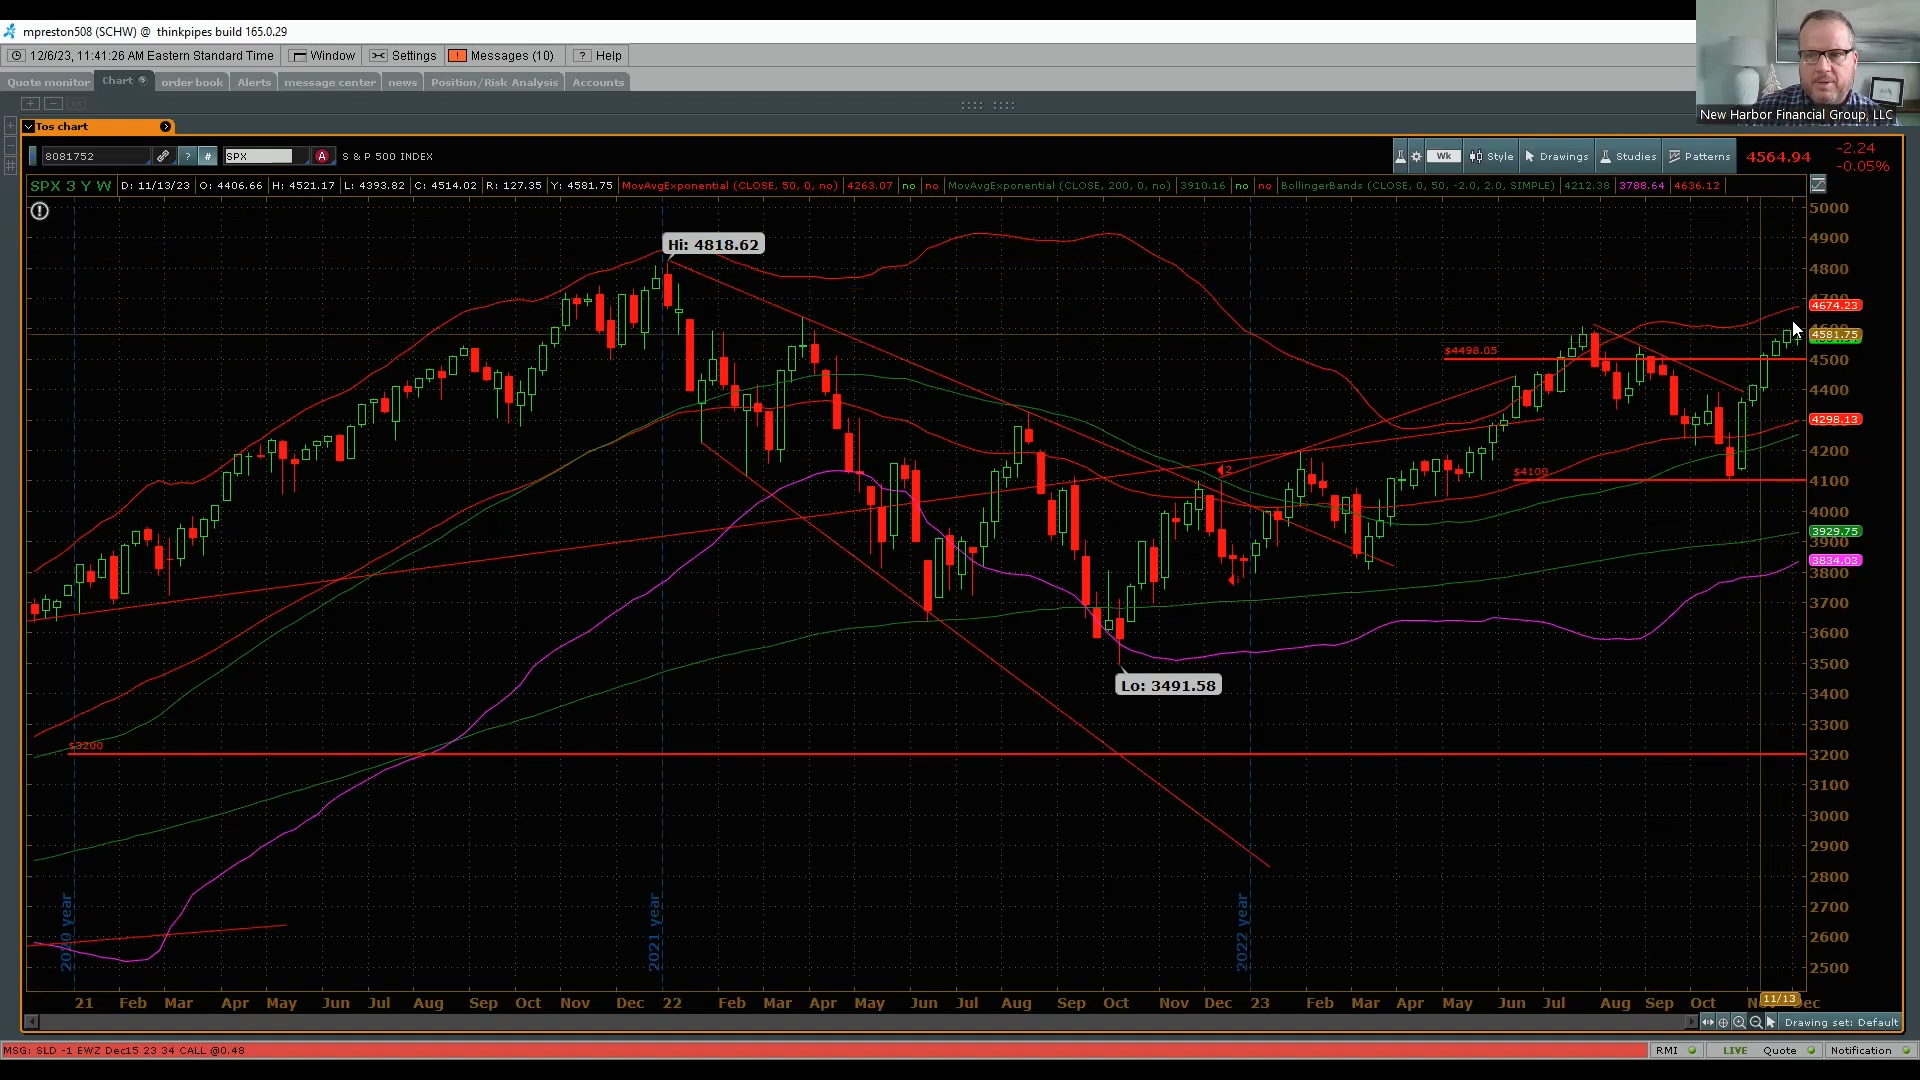 mpreston508 (SCHW) @ thinkpipes build 165.0.29
12/6/23, 11:41:26 AM Eastern Standard Time Window Settings ! Messages (10) ? Help
Quote monitor Chart order book Alerts message center news Position/Risk Analysis Accounts
New Harbor Financial Group, LLC
Tos chart
8081752 ? # SPX A S & P 500 INDEX Wk Style Drawings Studies Patterns 4564.94 -2.24
-0.05%
SPX 3 Y W D: 11/13/23 O: 4406.66 H: 4521.17 L: 4393.82 C: 4514.02 R: 127.35 Y: 4581.75 MovAvgExponential (CLOSE, 50, 0, no) 4263.07 no no MovAvgExponential (CLOSE, 200, 0, no) 3910.16 no no BollingerBands (CLOSE, 0, 50, -2.0, 2.0, SIMPLE) 4212.38 3788.64 4636.12
5000
4900
Hi: 4818.62
4800
4674.23
4581.75
$4498.05
4500
4400
4298.13
4200
2
$4100
4100
4000
3929.75
3900
3834.03
3800
3700
3600
3500
Lo: 3491.58
3400
3300
$3200
3200
3100
3000
2900
2800
2700
2600
2500
2020 year
2021 year
2022 year
21 Feb Mar Apr May Jun Jul Aug Sep Oct Nov Dec 22 Feb Mar Apr May Jun Jul Aug Sep Oct Nov Dec 23 Feb Mar Apr May Jun Jul Aug Sep Oct 11/13 Dec
Drawing set: Default
MSG: SLD -1 EWZ Dec15 23 34 CALL @0.48 RMI LIVE Quote Notification